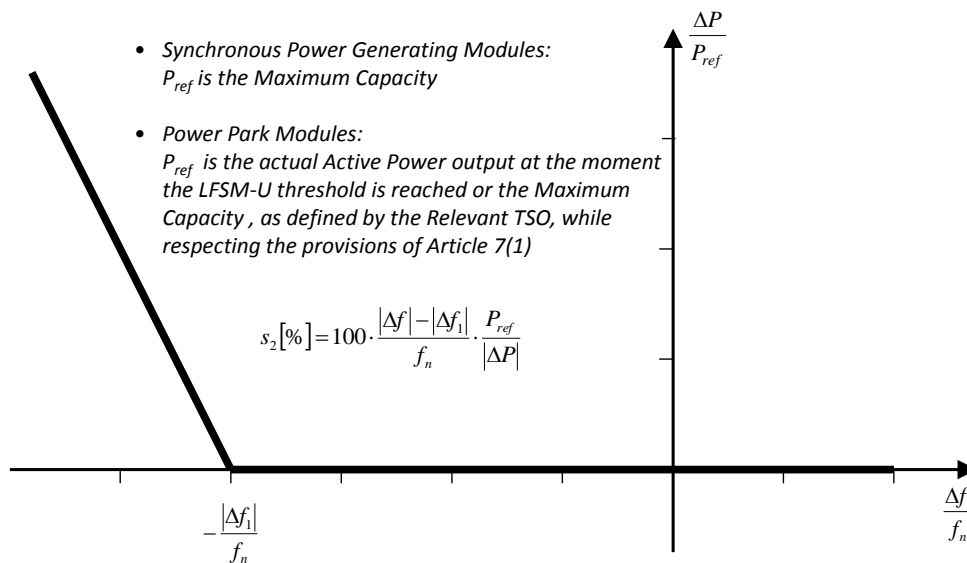 ΔP
P_ref
• Synchronous Power Generating Modules:
P_ref is the Maximum Capacity
• Power Park Modules:
P_ref is the actual Active Power output at the moment
the LFSM-U threshold is reached or the Maximum
Capacity , as defined by the Relevant TSO, while
respecting the provisions of Article 7(1)
s_2[%]=100·(|Δf|−|Δf_1|)/f_n·P_ref/|ΔP|
−|Δf_1|
f_n
Δf
f_n